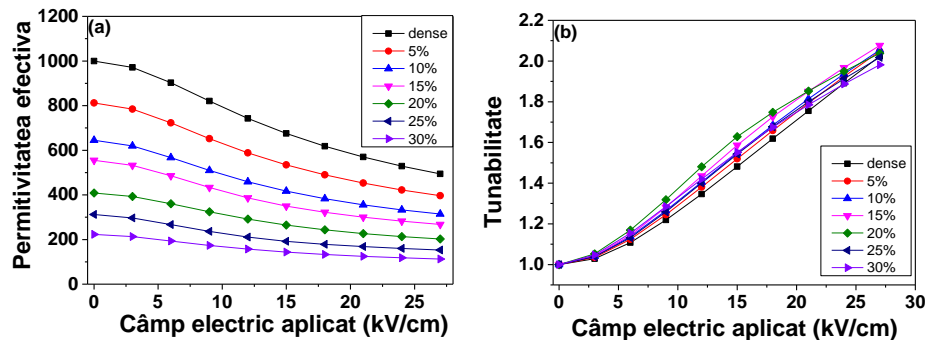 (a)
Permitivitatea efectiva
1200
1000
800
600
400
200
0
0 5 10 15 20 25
Câmp electric aplicat (kV/cm)
dense
5%
10%
15%
20%
25%
30%
(b)
Tunabilitate
2.2
2.0
1.8
1.6
1.4
1.2
1.0
0 5 10 15 20 25 30
Câmp electric aplicat (kV/cm)
dense
5%
10%
15%
20%
25%
30%